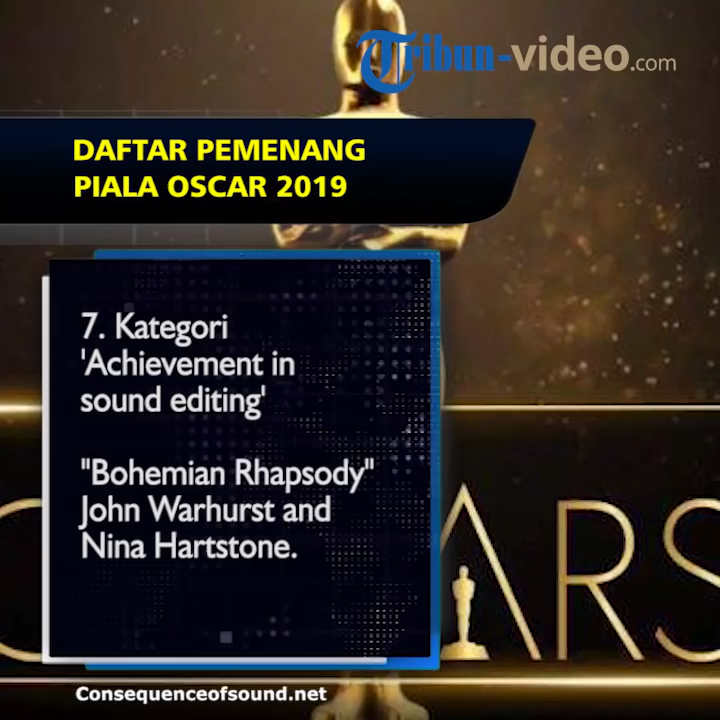 Tribun-video.com
DAFTAR PEMENANG
PIALA OSCAR 2019
7. Kategori
'Achievement in
sound editing'
"Bohemian Rhapsody"
John Warhurst and
Nina Hartstone.
ARS
Consequenceofsound.net